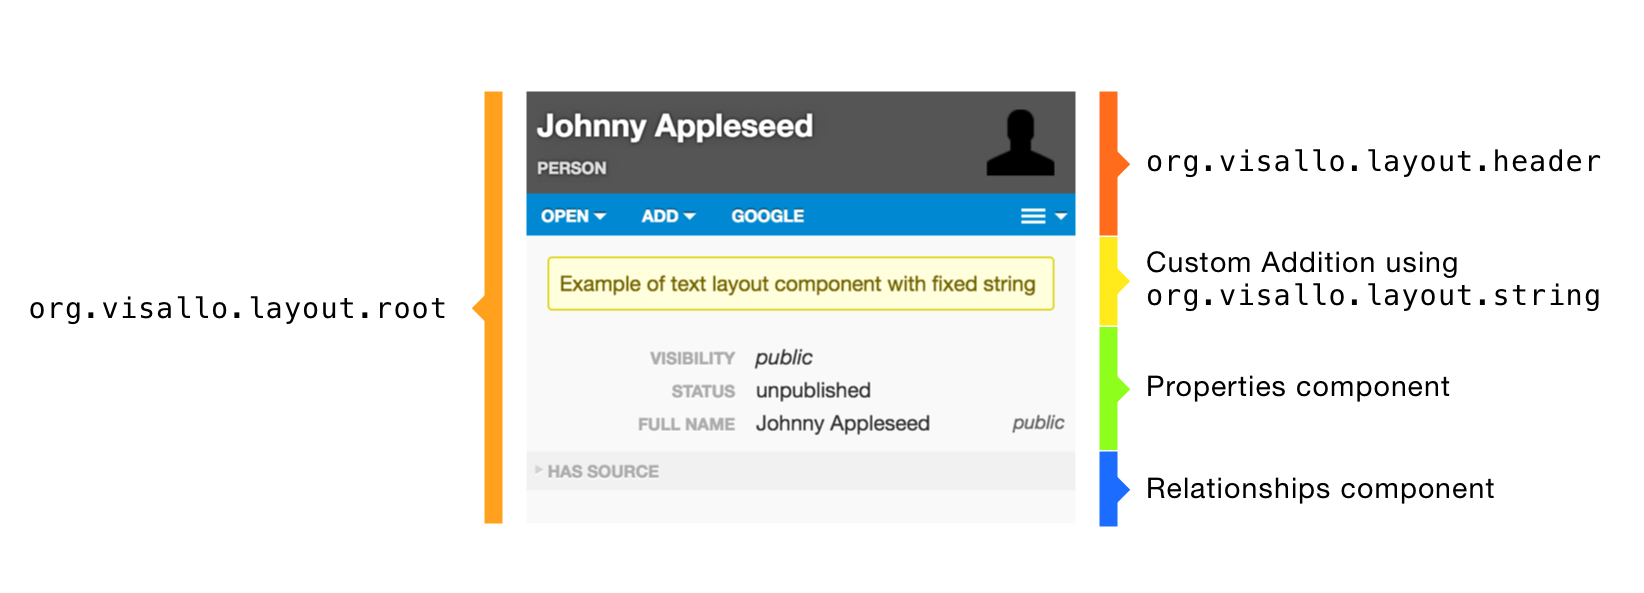 org.visallo.layout.root
Johnny Appleseed
PERSON
OPEN ADD GOOGLE
Example of text layout component with fixed string
VISIBILITY public
STATUS unpublished
FULL NAME Johnny Appleseed public
HAS SOURCE
org.visallo.layout.header
Custom Addition using
org.visallo.layout.string
Properties component
Relationships component